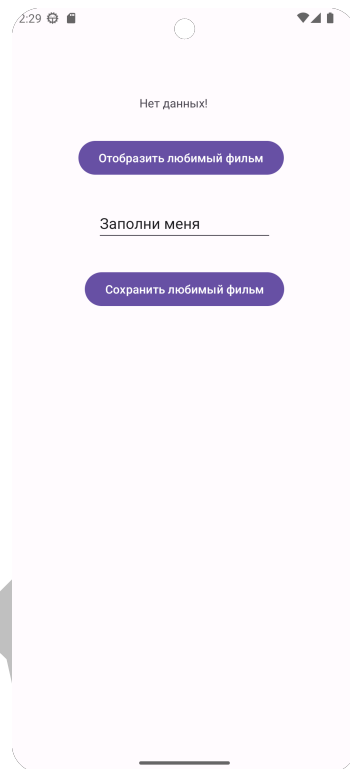 2:29
Нет данных!
Отобразить любимый фильм
Заполни меня
Сохранить любимый фильм